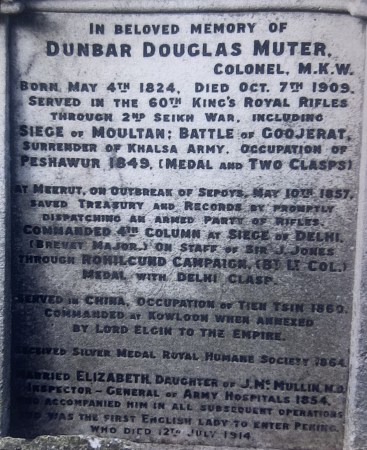 IN BELOVED MEMORY OF
DUNBAR DOUGLAS MUTER,
COLONEL, M.K.W.
BORN MAY 4TH 1824, DIED OCT. 7TH 1909.
SERVED IN THE 60TH KING'S ROYAL RIFLES
THROUGH 2ND SEIKH WAR, INCLUDING
SIEGE OF MOULTAN; BATTLE OF GOOJERAT,
SURRENDER OF KHALSA ARMY, OCCUPATION OF
PESHAWUR 1849, (MEDAL AND TWO CLASPS)
AT MEERUT, ON OUTBREAK OF SEPOYS, MAY 10TH 1857,
SAVED TREASURY AND RECORDS BY PROMPTLY
DISPATCHING AN ARMED PARTY OF RIFLES.
COMMANDED 4TH COLUMN AT SIEGE OF DELHI,
(BREVET MAJOR.) ON STAFF OF SIR J. JONES
THROUGH ROHILCUND CAMPAIGN, (BT LT COL.)
MEDAL WITH DELHI CLASP.
SERVED IN CHINA, OCCUPATION OF TIEN TSIN 1860.
COMMANDED AT KOWLOON WHEN ANNEXED
BY LORD ELGIN TO THE EMPIRE.
RECEIVED SILVER MEDAL ROYAL HUMANE SOCIETY 1864.
MARRIED ELIZABETH, DAUGHTER OF J. MCMULLIN, M.D.
INSPECTOR-GENERAL OF ARMY HOSPITALS 1854.
WHO ACCOMPANIED HIM IN ALL SUBSEQUENT OPERATIONS
AND WAS THE FIRST ENGLISH LADY TO ENTER PEKING.
WHO DIED 12TH JULY 1914.